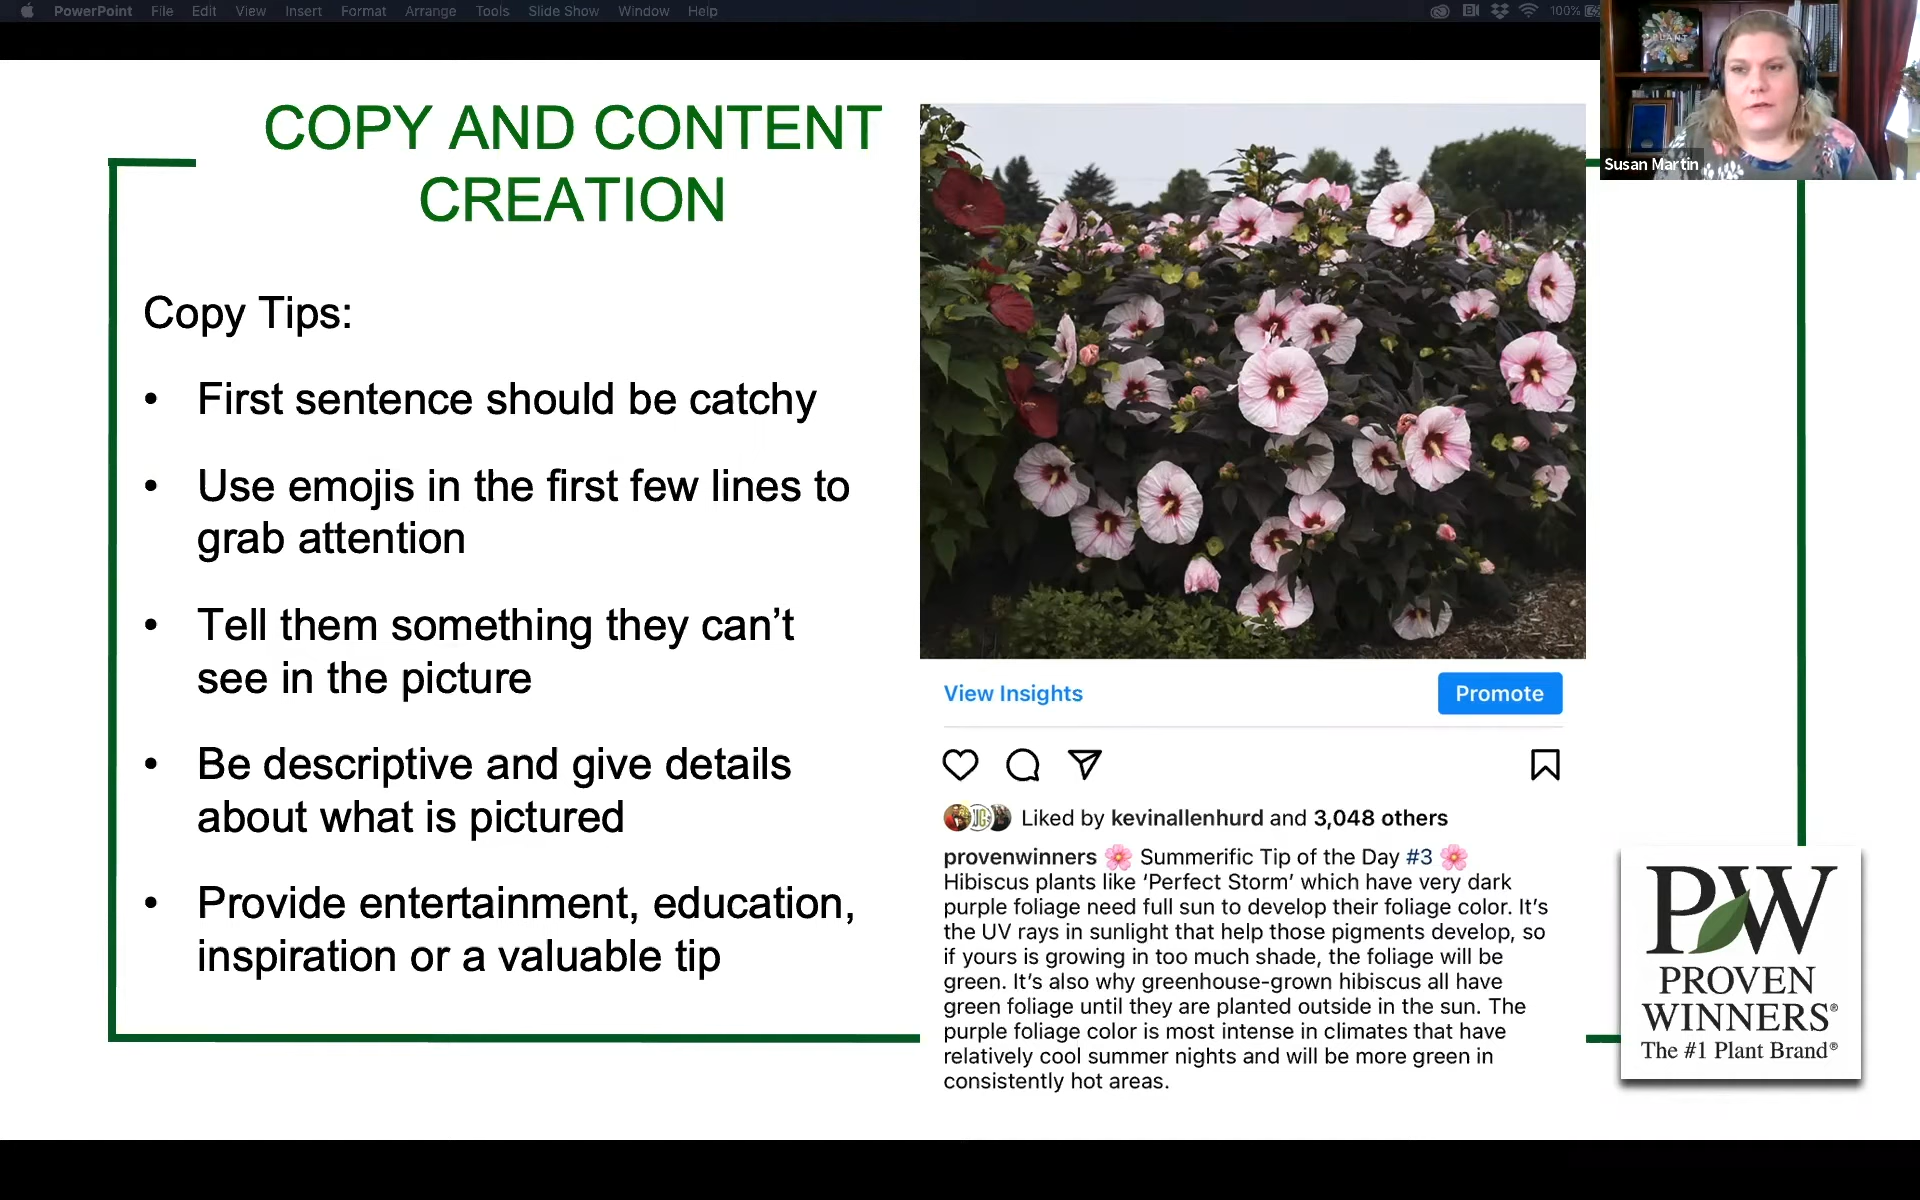 PowerPoint File Edit View Insert Format Arrange Tools Slide Show Window Help
100%
PLANT
Susan Martin
COPY AND CONTENT
CREATION
Copy Tips:
• First sentence should be catchy
• Use emojis in the first few lines to
grab attention
• Tell them something they can’t
see in the picture
• Be descriptive and give details
about what is pictured
• Provide entertainment, education,
inspiration or a valuable tip
View Insights
Promote
Liked by kevinallenhurd and 3,048 others
provenwinners 🌸 Summerific Tip of the Day #3 🌸
Hibiscus plants like ‘Perfect Storm’ which have very dark
purple foliage need full sun to develop their foliage color. It’s
the UV rays in sunlight that help those pigments develop, so
if yours is growing in too much shade, the foliage will be
green. It’s also why greenhouse-grown hibiscus all have
green foliage until they are planted outside in the sun. The
purple foliage color is most intense in climates that have
relatively cool summer nights and will be more green in
consistently hot areas.
PW
PROVEN
WINNERS®
The #1 Plant Brand®